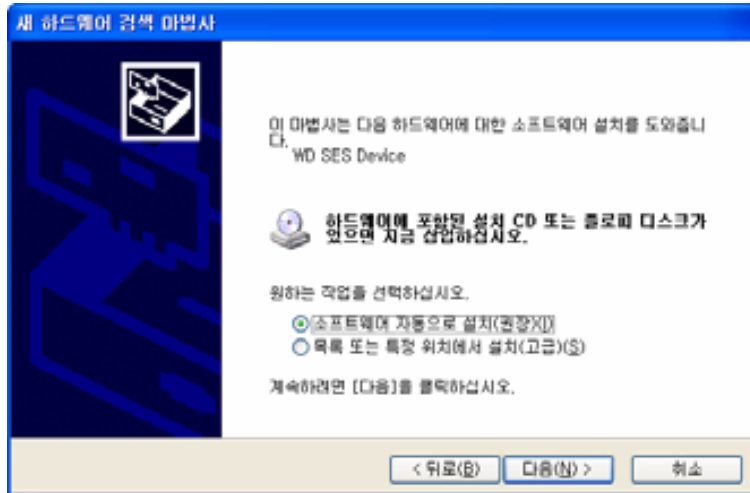 새 하드웨어 검색 마법사
이 마법사는 다음 하드웨어에 대한 소프트웨어 설치를 도와줍니
다.
WD SES Device
하드웨어에 포함된 설치 CD 또는 플로피 디스크가
있으면 지금 삽입하십시오.
원하는 작업을 선택하십시오.
소프트웨어 자동으로 설치(권장)(I)
목록 또는 특정 위치에서 설치(고급)(S)
계속하려면 [다음]을 클릭하십시오.
< 뒤로(B) 다음(N) > 취소